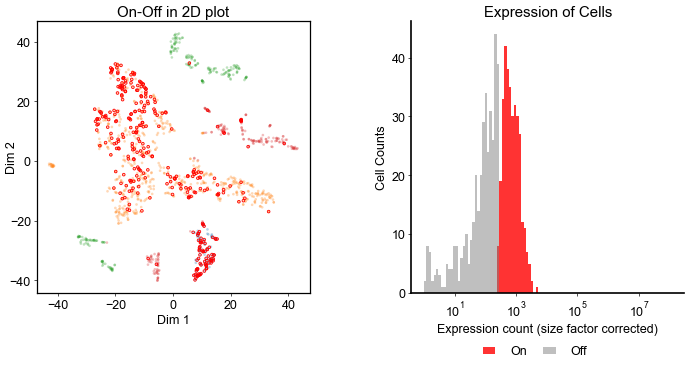 On-Off in 2D plot
Dim 2
40
20
0
−20
−40
−40 −20 0 20 40
Dim 1
Expression of Cells
Cell Counts
40
30
20
10
0
10^1 10^3 10^5 10^7
Expression count (size factor corrected)
On Off